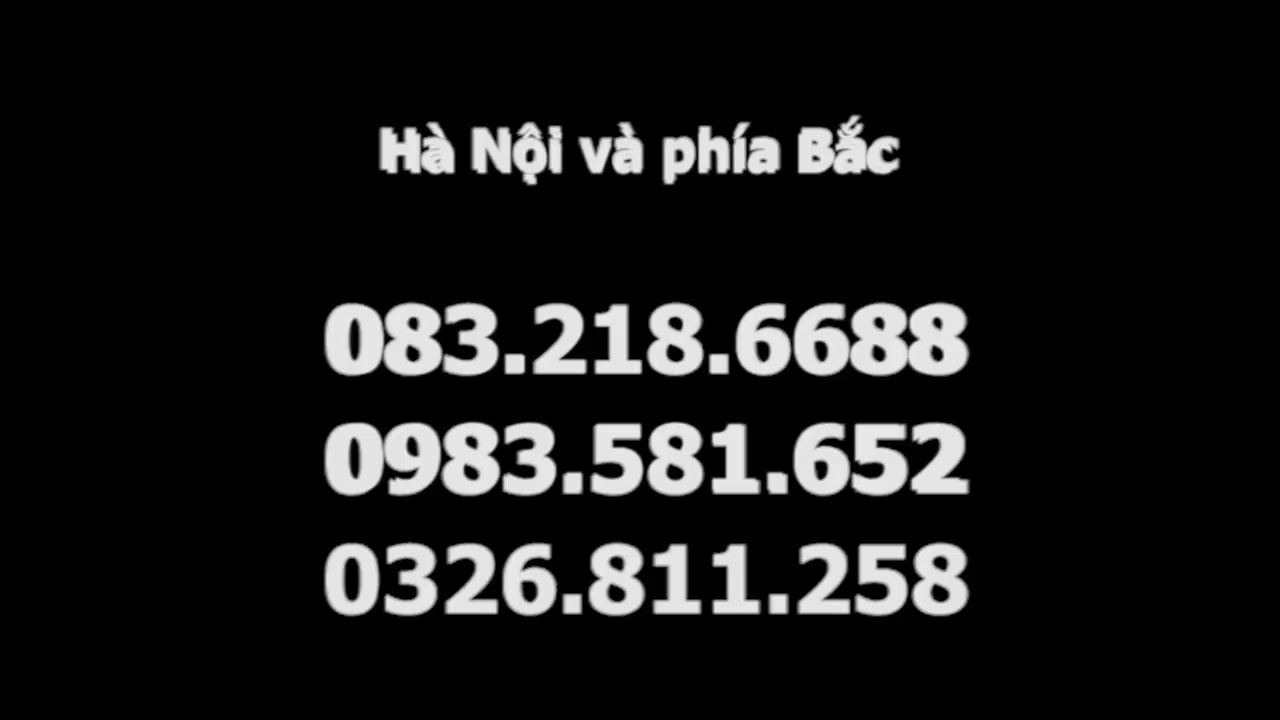 Hà Nội và phía Bắc
083.218.6688
0983.581.652
0326.811.258